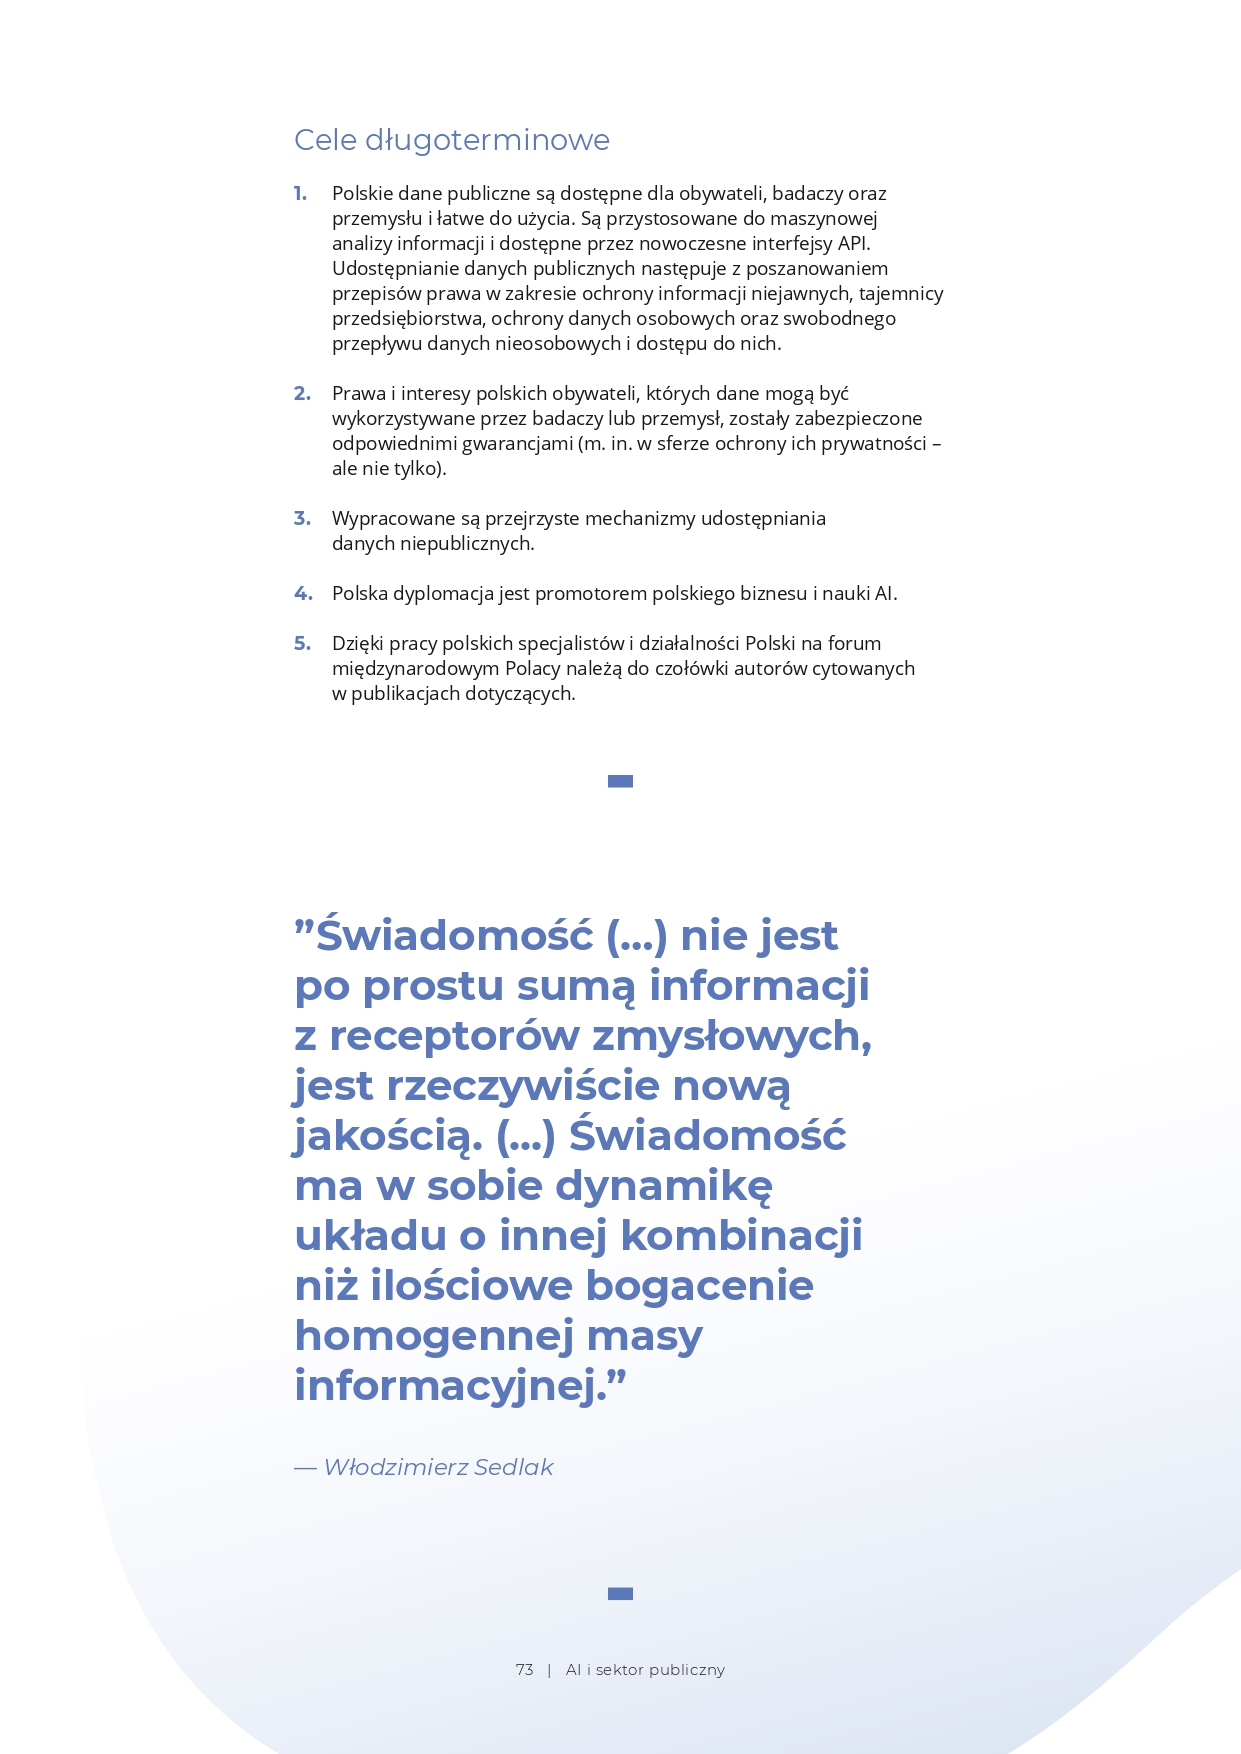 Cele długoterminowe
1. Polskie dane publiczne są dostępne dla obywateli, badaczy oraz
przemysłu i łatwe do użycia. Są przystosowane do maszynowej
analizy informacji i dostępne przez nowoczesne interfejsy API.
Udostępnianie danych publicznych następuje z poszanowaniem
przepisów prawa w zakresie ochrony informacji niejawnych, tajemnicy
przedsiębiorstwa, ochrony danych osobowych oraz swobodnego
przepływu danych nieosobowych i dostępu do nich.
2. Prawa i interesy polskich obywateli, których dane mogą być
wykorzystywane przez badaczy lub przemysł, zostały zabezpieczone
odpowiednimi gwarancjami (m. in. w sferze ochrony ich prywatności –
ale nie tylko).
3. Wypracowane są przejrzyste mechanizmy udostępniania
danych niepublicznych.
4. Polska dyplomacja jest promotorem polskiego biznesu i nauki AI.
5. Dzięki pracy polskich specjalistów i działalności Polski na forum
międzynarodowym Polacy należą do czołówki autorów cytowanych
w publikacjach dotyczących.
”Świadomość (...) nie jest
po prostu sumą informacji
z receptorów zmysłowych,
jest rzeczywiście nową
jakością. (...) Świadomość
ma w sobie dynamikę
układu o innej kombinacji
niż ilościowe bogacenie
homogennej masy
informacyjnej.”
— Włodzimierz Sedlak
73 | AI i sektor publiczny